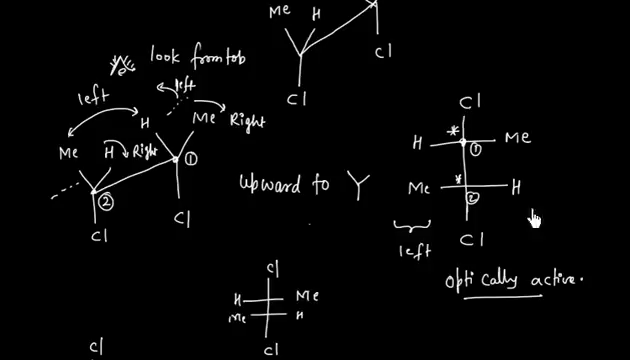 Me H
Cl
Cl
look from top
left
left
H
Me Right
Me H Right
①
②
Cl
Cl
upward to Y
Cl
* H ① Me
* Me ② H
Cl
left
Optically active.
Cl
H Me
Me H
Cl
Cl